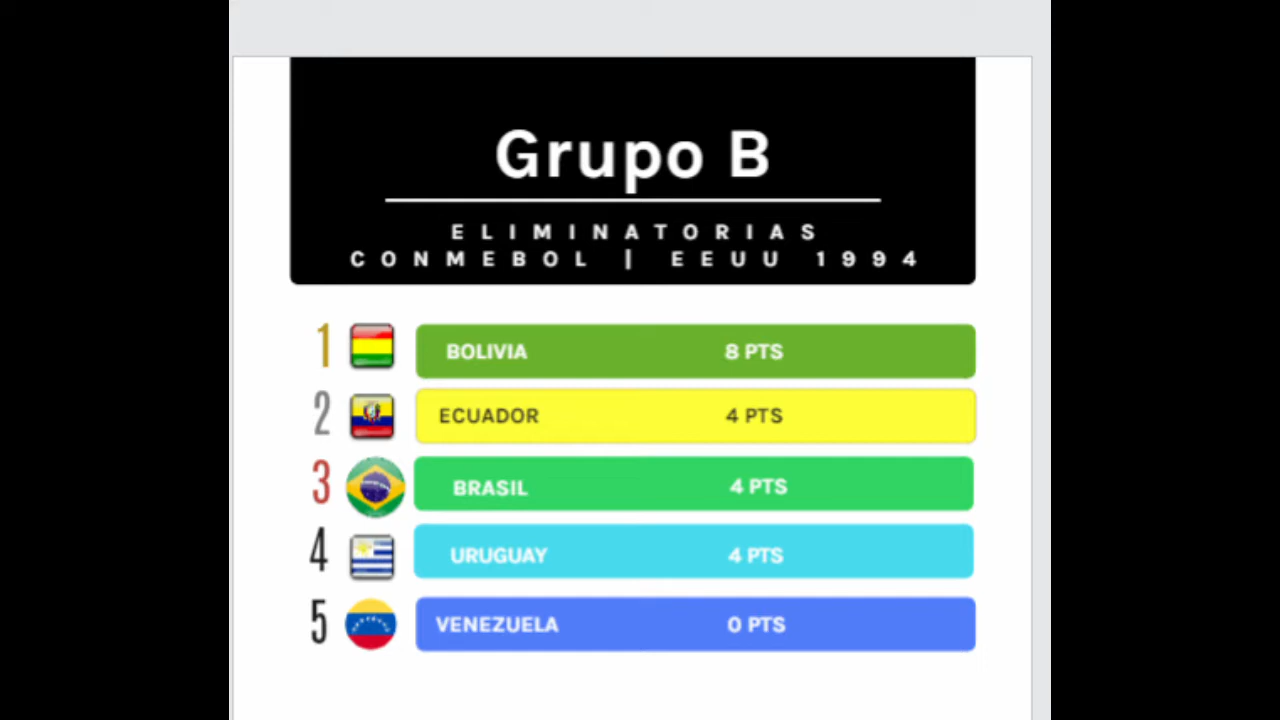 Grupo B
ELIMINATORIAS
CONMEBOL | EEUU 1994
1 BOLIVIA 8 PTS
2 ECUADOR 4 PTS
3 BRASIL 4 PTS
4 URUGUAY 4 PTS
5 VENEZUELA 0 PTS